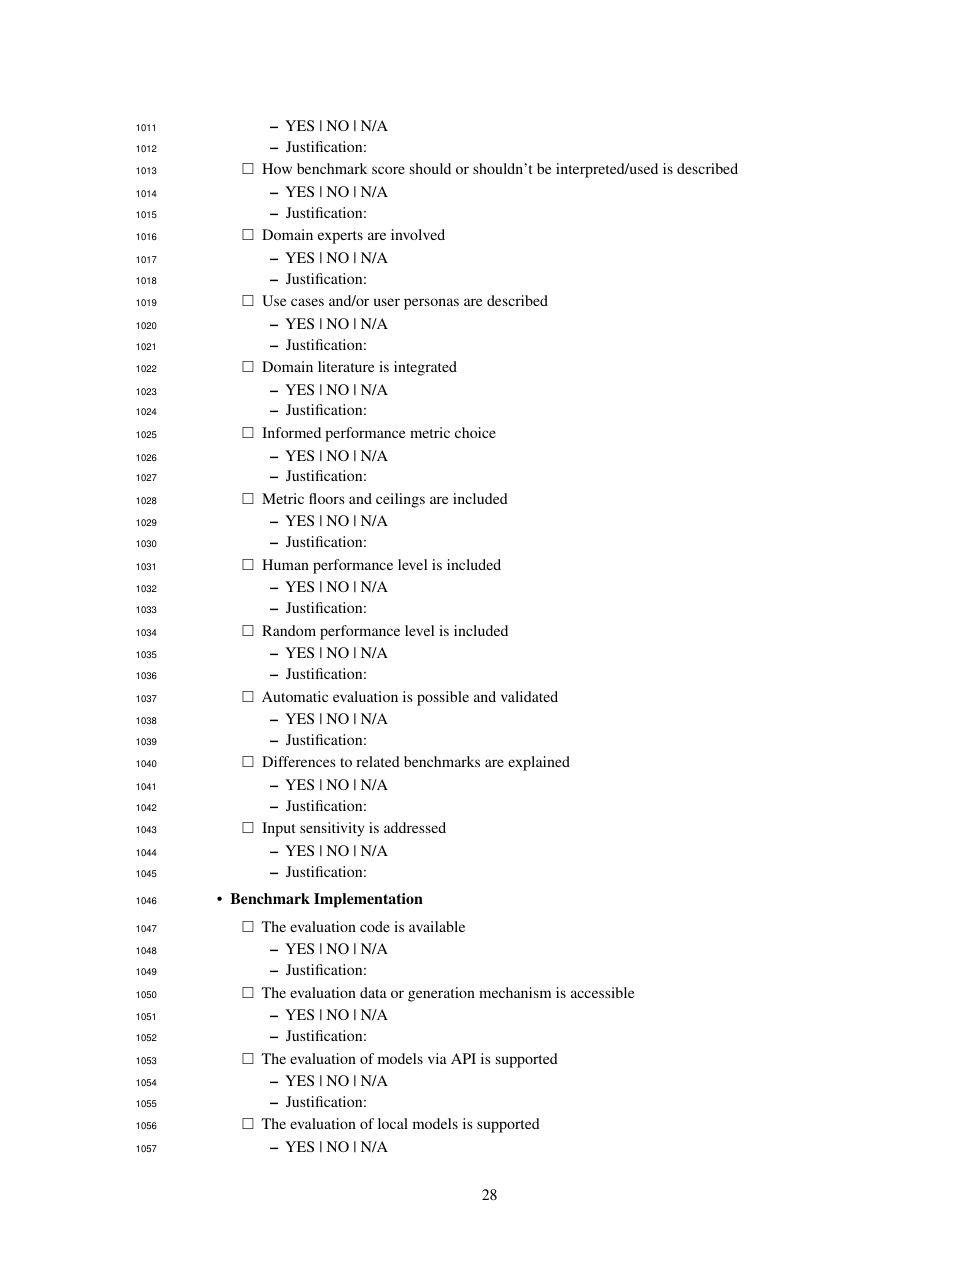 1011 – YES | NO | N/A
1012 – Justification:
1013 □ How benchmark score should or shouldn't be interpreted/used is described
1014 – YES | NO | N/A
1015 – Justification:
1016 □ Domain experts are involved
1017 – YES | NO | N/A
1018 – Justification:
1019 □ Use cases and/or user personas are described
1020 – YES | NO | N/A
1021 – Justification:
1022 □ Domain literature is integrated
1023 – YES | NO | N/A
1024 – Justification:
1025 □ Informed performance metric choice
1026 – YES | NO | N/A
1027 – Justification:
1028 □ Metric floors and ceilings are included
1029 – YES | NO | N/A
1030 – Justification:
1031 □ Human performance level is included
1032 – YES | NO | N/A
1033 – Justification:
1034 □ Random performance level is included
1035 – YES | NO | N/A
1036 – Justification:
1037 □ Automatic evaluation is possible and validated
1038 – YES | NO | N/A
1039 – Justification:
1040 □ Differences to related benchmarks are explained
1041 – YES | NO | N/A
1042 – Justification:
1043 □ Input sensitivity is addressed
1044 – YES | NO | N/A
1045 – Justification:
1046 • Benchmark Implementation
1047 □ The evaluation code is available
1048 – YES | NO | N/A
1049 – Justification:
1050 □ The evaluation data or generation mechanism is accessible
1051 – YES | NO | N/A
1052 – Justification:
1053 □ The evaluation of models via API is supported
1054 – YES | NO | N/A
1055 – Justification:
1056 □ The evaluation of local models is supported
1057 – YES | NO | N/A
28